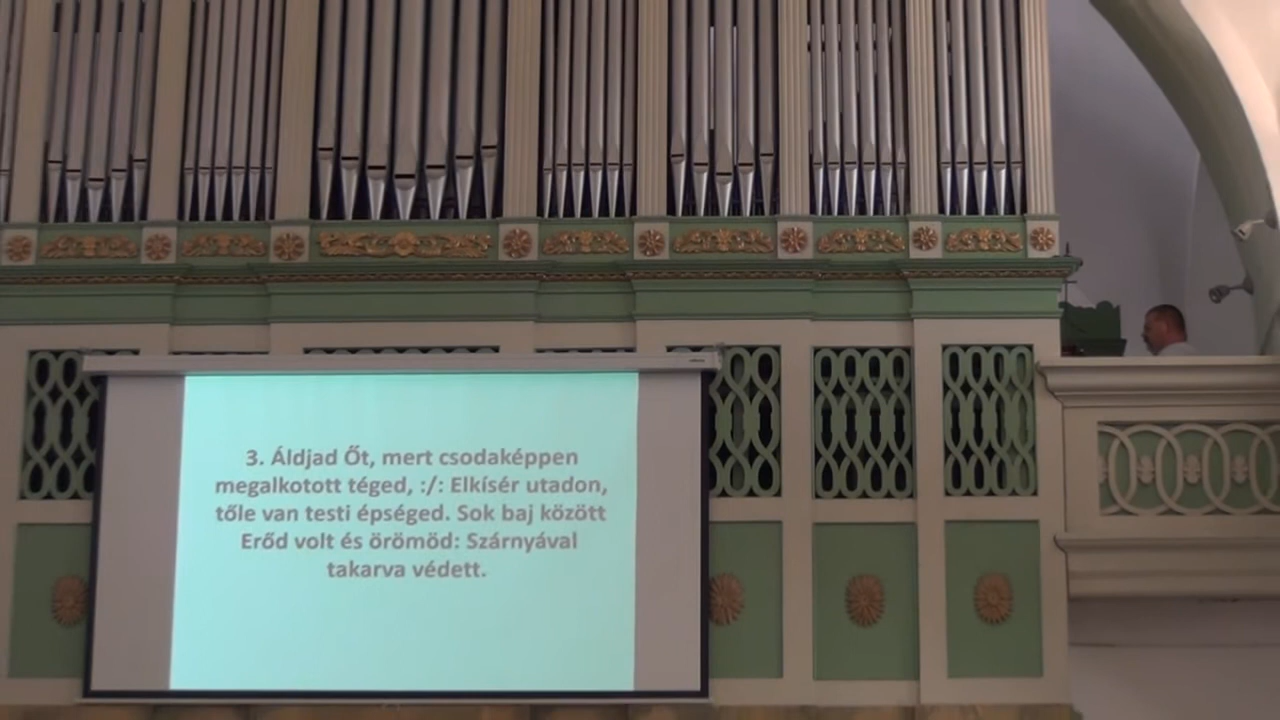 3. Áldjad Őt, mert csodaképpen
megalkotott téged, :/: Elkísér utadon,
tőle van testi épséged. Sok baj között
Erőd volt és örömöd: Szárnyával
takarva védett.